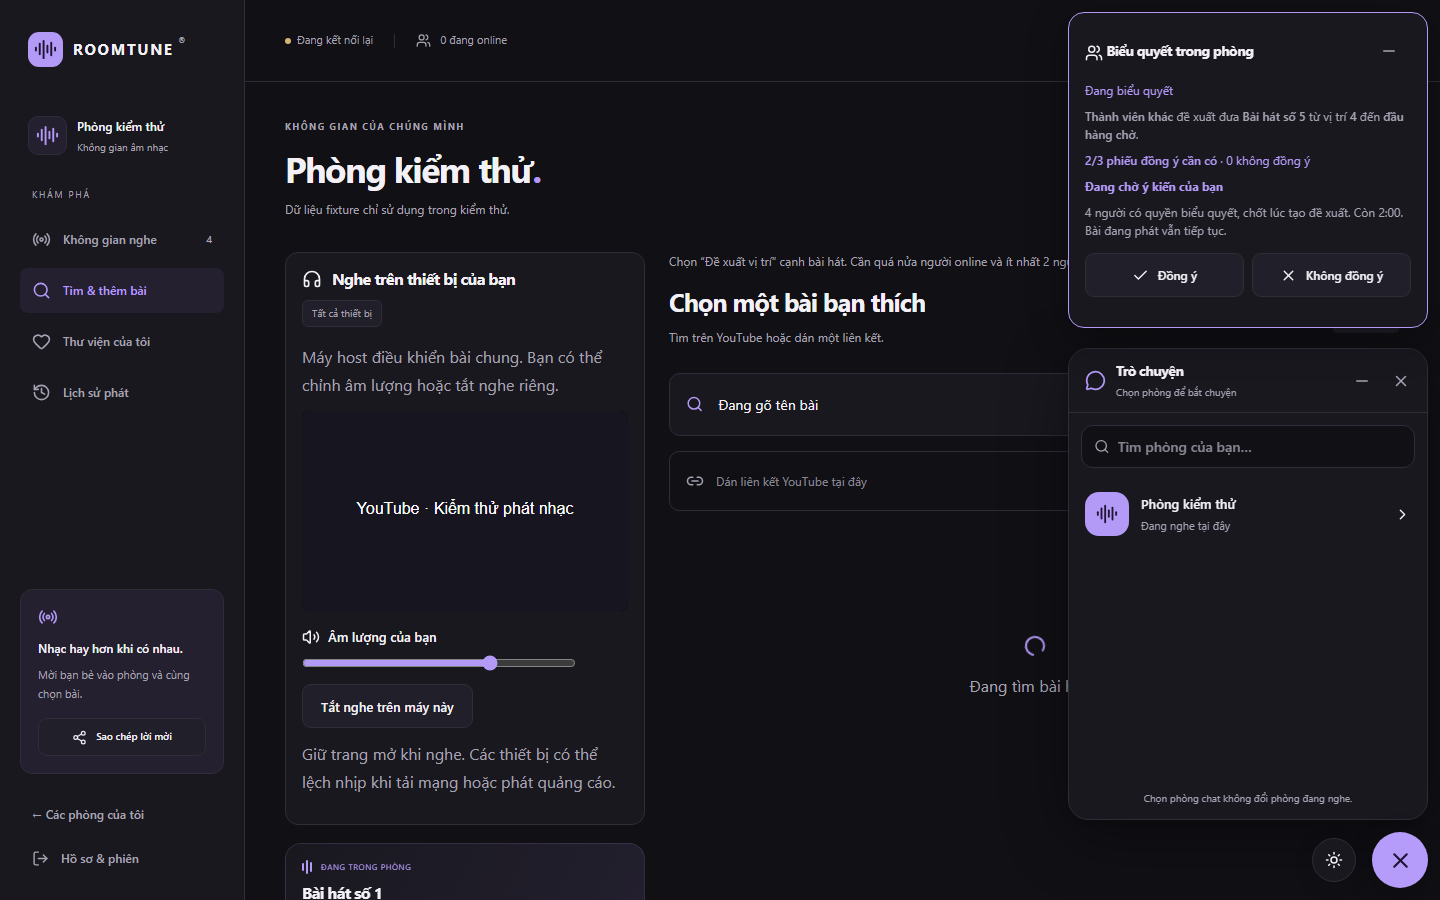 ROOMTUNE ®
Phòng kiểm thử
Không gian âm nhạc
KHÁM PHÁ
Không gian nghe 4
Tìm & thêm bài
Thư viện của tôi
Lịch sử phát
Nhạc hay hơn khi có nhau.
Mời bạn bè vào phòng và cùng
chọn bài.
Sao chép lời mời
← Các phòng của tôi
Hồ sơ & phiên
Đang kết nối lại
0 đang online
KHÔNG GIAN CỦA CHÚNG MÌNH
Phòng kiểm thử.
Dữ liệu fixture chỉ sử dụng trong kiểm thử.
Nghe trên thiết bị của bạn
Tất cả thiết bị
Máy host điều khiển bài chung. Bạn có thể
chỉnh âm lượng hoặc tắt nghe riêng.
YouTube · Kiểm thử phát nhạc
Âm lượng của bạn
Tắt nghe trên máy này
Giữ trang mở khi nghe. Các thiết bị có thể
lệch nhịp khi tải mạng hoặc phát quảng cáo.
ĐANG TRONG PHÒNG
Bài hát số 1
Chọn “Đề xuất vị trí” cạnh bài hát. Cần quá nửa người online và ít nhất 2
Chọn một bài bạn thích
Tìm trên YouTube hoặc dán một liên kết.
Đang gõ tên bài
Dán liên kết YouTube tại đây
Đang tìm bài
Biểu quyết trong phòng
Đang biểu quyết
Thành viên khác đề xuất đưa Bài hát số 5 từ vị trí 4 đến đầu
hàng chờ.
2/3 phiếu đồng ý cần có · 0 không đồng ý
Đang chờ ý kiến của bạn
4 người có quyền biểu quyết, chốt lúc tạo đề xuất. Còn 2:00.
Bài đang phát vẫn tiếp tục.
Đồng ý
Không đồng ý
Trò chuyện
Chọn phòng để bắt chuyện
Tìm phòng của bạn...
Phòng kiểm thử
Đang nghe tại đây
Chọn phòng chat không đổi phòng đang nghe.